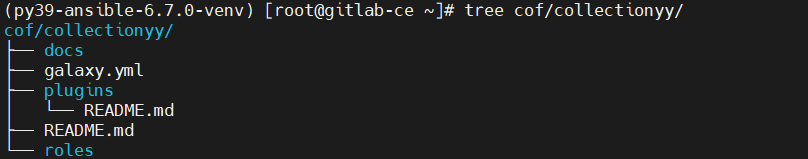 (py39-ansible-6.7.0-venv) [root@gitlab-ce ~]# tree cof/collectionyy/
cof/collectionyy/
├── docs
├── galaxy.yml
├── plugins
│   └── README.md
├── README.md
└── roles